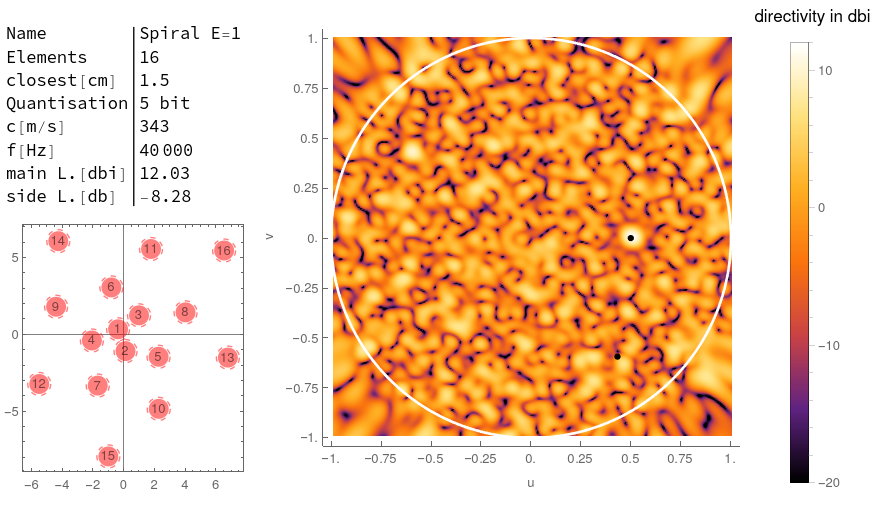 directivity in dbi
Name Spiral E=1
Elements 16
closest[cm] 1.5
Quantisation 5 bit
c[m/s] 343
f[Hz] 40000
main L.[dbi] 12.03
side L.[db] -8.28
14
11
16
6
9
3
8
1
4
2
5
13
12
7
10
15
5
0
-5
-6 -4 -2 0 2 4 6
1.
0.75
0.5
0.25
0.
-0.25
-0.5
-0.75
-1.
v
-1. -0.75 -0.5 -0.25 0. 0.25 0.5 0.75 1.
u
10
0
-10
-20